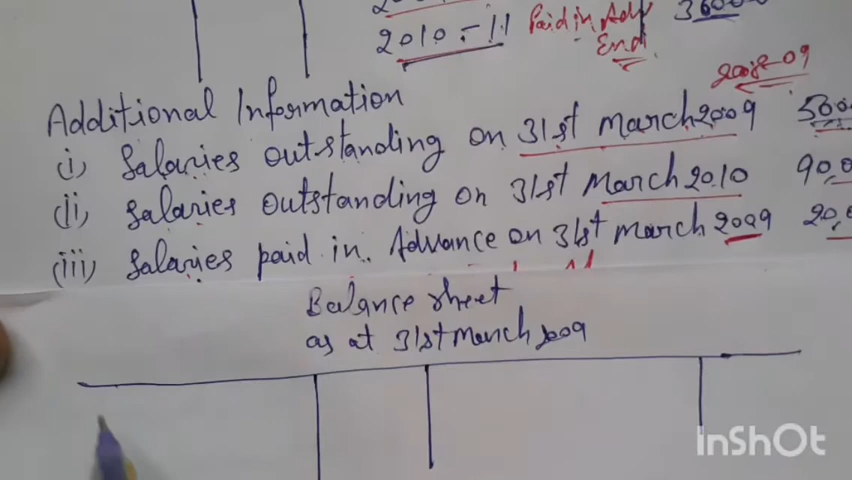 2010-11 Paid in Adv
End
2008-09
Additional Information
(i) Salaries outstanding on 31st March 2009
(ii) Salaries outstanding on 31st March 2010
(iii) Salaries paid in Advance on 31st March 2009
Balance sheet
as at 31st March 2009
InShOt